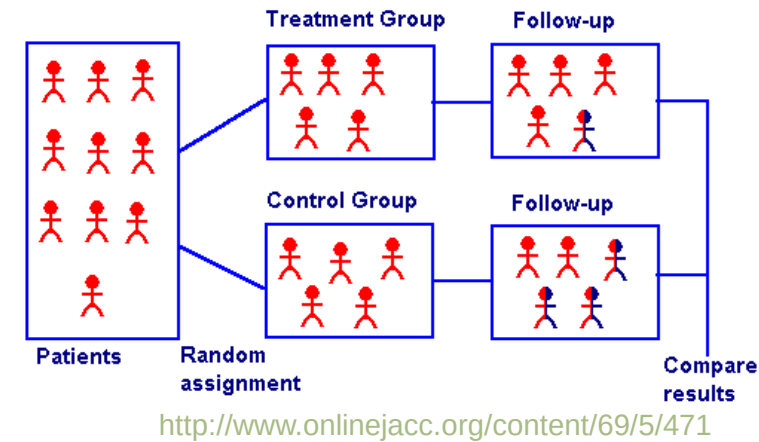 Treatment Group
Follow-up
Control Group
Follow-up
Patients
Random
assignment
Compare
results
http://www.onlinejacc.org/content/69/5/471